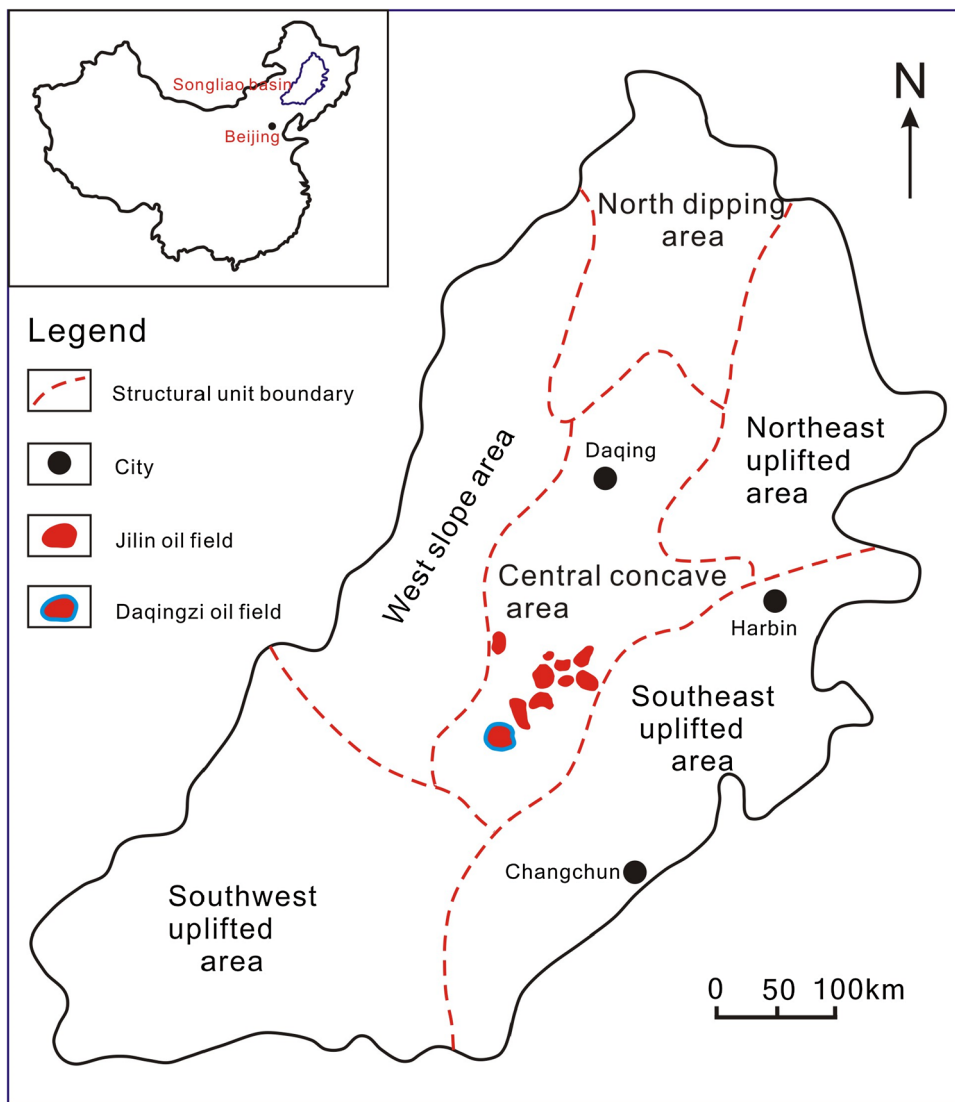 Songliao basin
Beijing
N
Legend
Structural unit boundary
City
Jilin oil field
Daqingzi oil field
North dipping
area
West slope area
Daqing
Northeast
uplifted
area
Central concave
area
Harbin
Southeast
uplifted
area
Changchun
Southwest
uplifted
area
0 50 100km